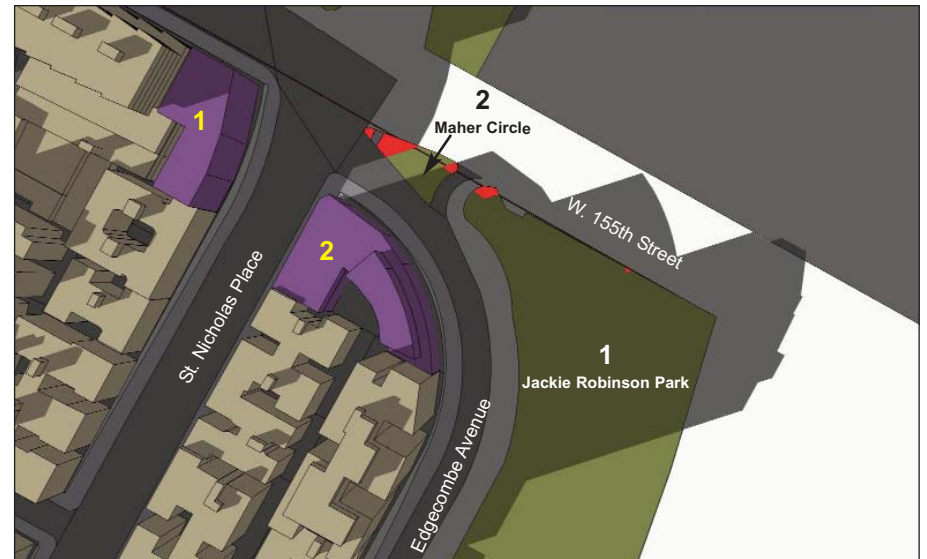 2
Maher Circle
1
W. 155th Street
2
St. Nicholas Place
1
Jackie Robinson Park
Edgecombe Avenue